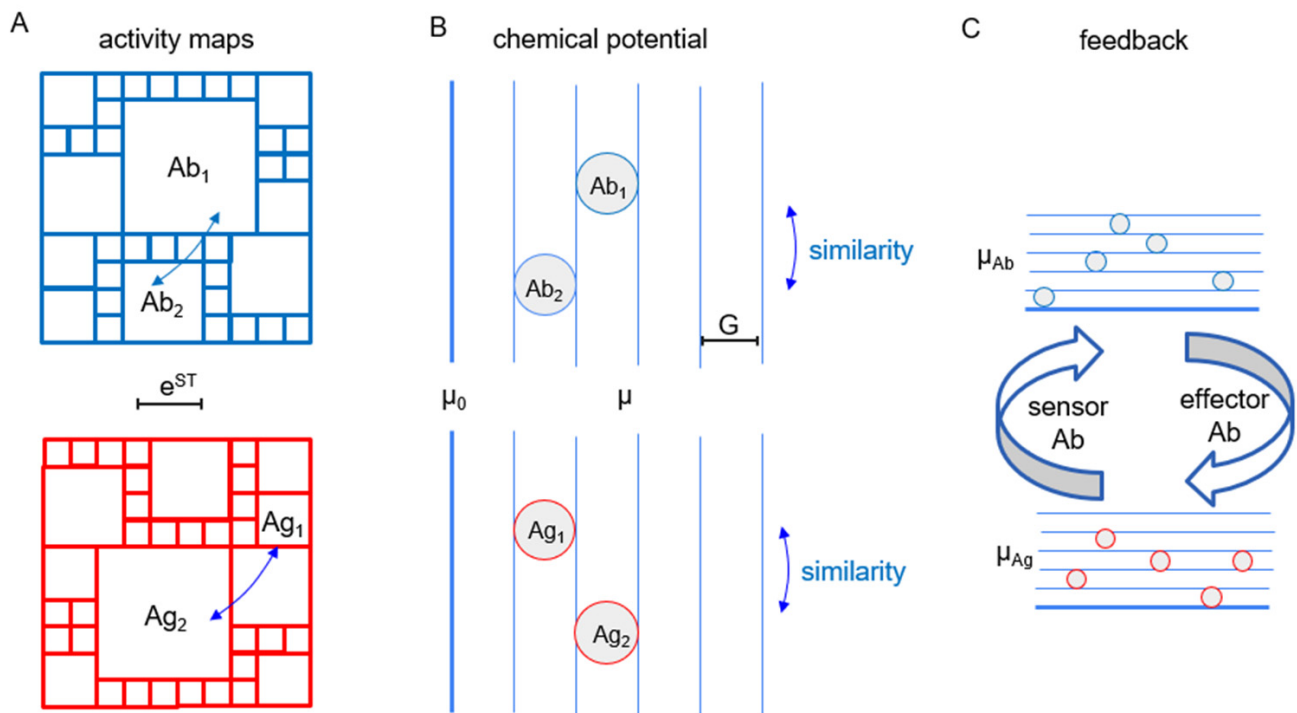 A
activity maps
Ab₁
Ab₂
eˢᵀ
Ag₁
Ag₂
B
chemical potential
Ab₁
Ab₂
similarity
G
μ₀
μ
Ag₁
Ag₂
similarity
C
feedback
μAb
sensor
Ab
effector
Ab
μAg